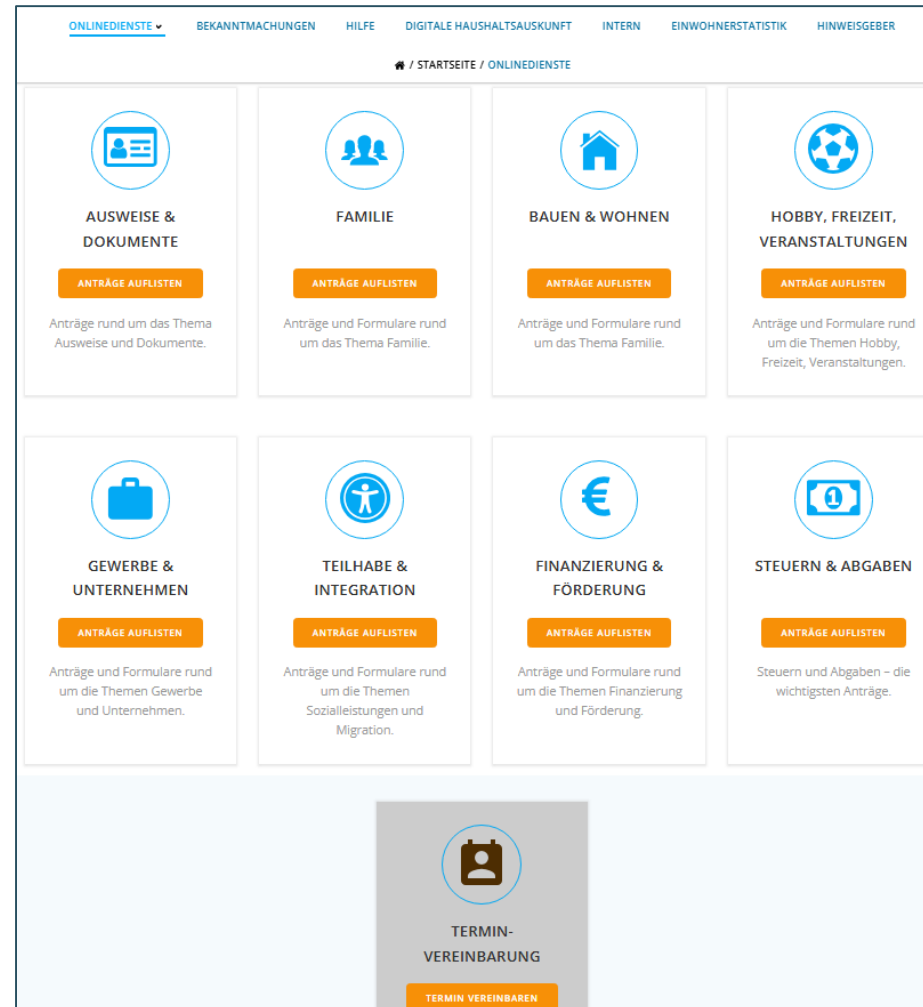 ONLINEDIENSTE BEKANNTMACHUNGEN HILFE DIGITALE HAUSHALTSAUSKUNFT INTERN EINWOHNERSTATISTIK HINWEISGEBER
/ STARTSEITE / ONLINEDIENSTE
AUSWEISE &
DOKUMENTE
ANTRÄGE AUFLISTEN
Anträge rund um das Thema
Ausweise und Dokumente.
FAMILIE
ANTRÄGE AUFLISTEN
Anträge und Formulare rund
um das Thema Familie.
BAUEN & WOHNEN
ANTRÄGE AUFLISTEN
Anträge und Formulare rund
um das Thema Familie.
HOBBY, FREIZEIT,
VERANSTALTUNGEN
ANTRÄGE AUFLISTEN
Anträge und Formulare rund
um die Themen Hobby,
Freizeit, Veranstaltungen.
GEWERBE &
UNTERNEHMEN
ANTRÄGE AUFLISTEN
Anträge und Formulare rund
um die Themen Gewerbe
und Unternehmen.
TEILHABE &
INTEGRATION
ANTRÄGE AUFLISTEN
Anträge und Formulare rund
um die Themen
Sozialleistungen und
Migration.
€
FINANZIERUNG &
FÖRDERUNG
ANTRÄGE AUFLISTEN
Anträge und Formulare rund
um die Themen Finanzierung
und Förderung.
1
STEUERN & ABGABEN
ANTRÄGE AUFLISTEN
Steuern und Abgaben – die
wichtigsten Anträge.
TERMIN-
VEREINBARUNG
TERMIN VEREINBAREN